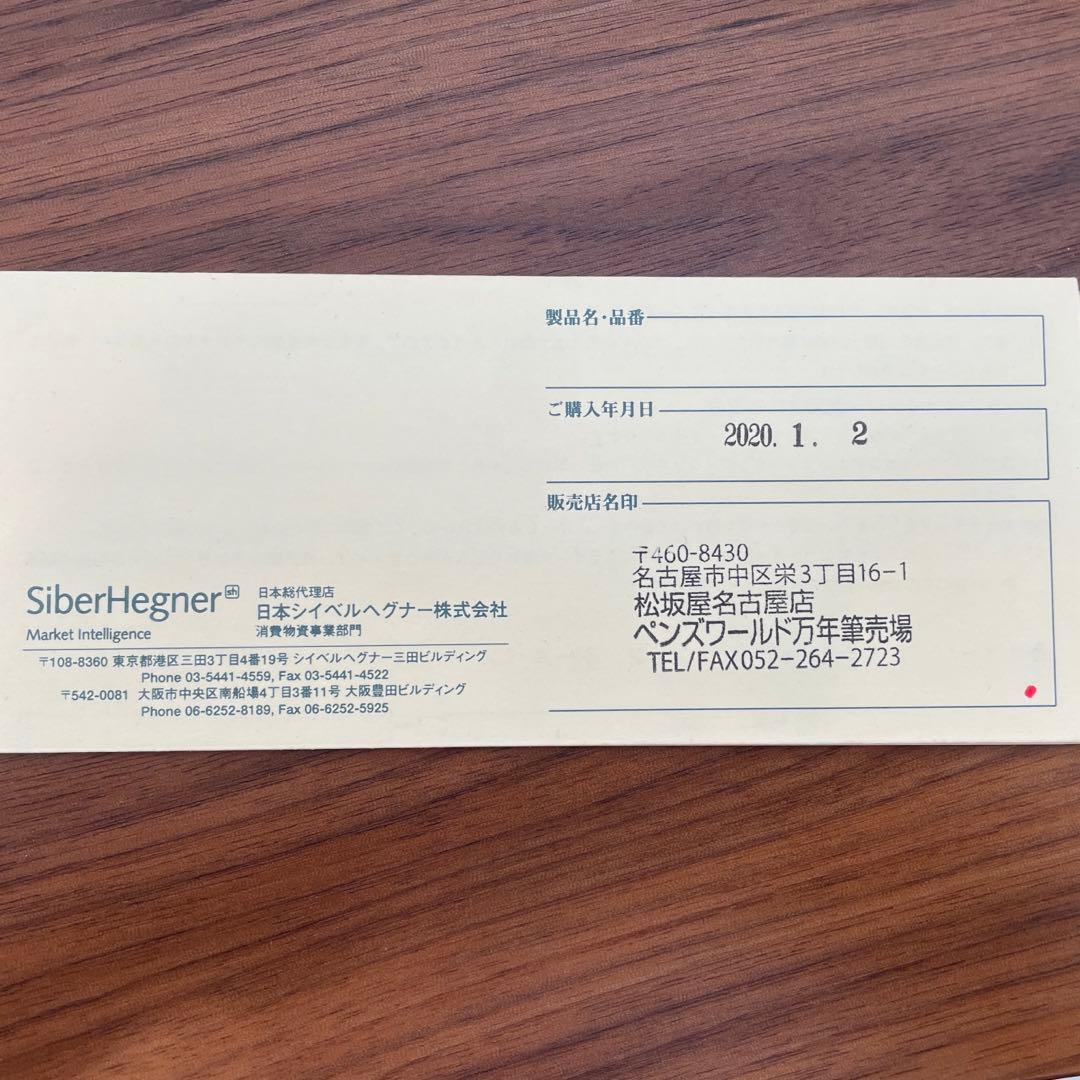 SiberHegner sh
Market Intelligence
日本総代理店
日本シイベルヘグナー株式会社
消費物資事業部門
〒108-8360 東京都港区三田3丁目4番19号 シイベルヘグナー三田ビルディング
Phone 03-5441-4559, Fax 03-5441-4522
〒542-0081 大阪市中央区南船場4丁目3番11号 大阪豊田ビルディング
Phone 06-6252-8189, Fax 06-6252-5925
製品名・品番
ご購入年月日
2020. 1. 2
販売店名印
〒460-8430
名古屋市中区栄3丁目16-1
松坂屋名古屋店
ペンズワールド万年筆売場
TEL/FAX052-264-2723